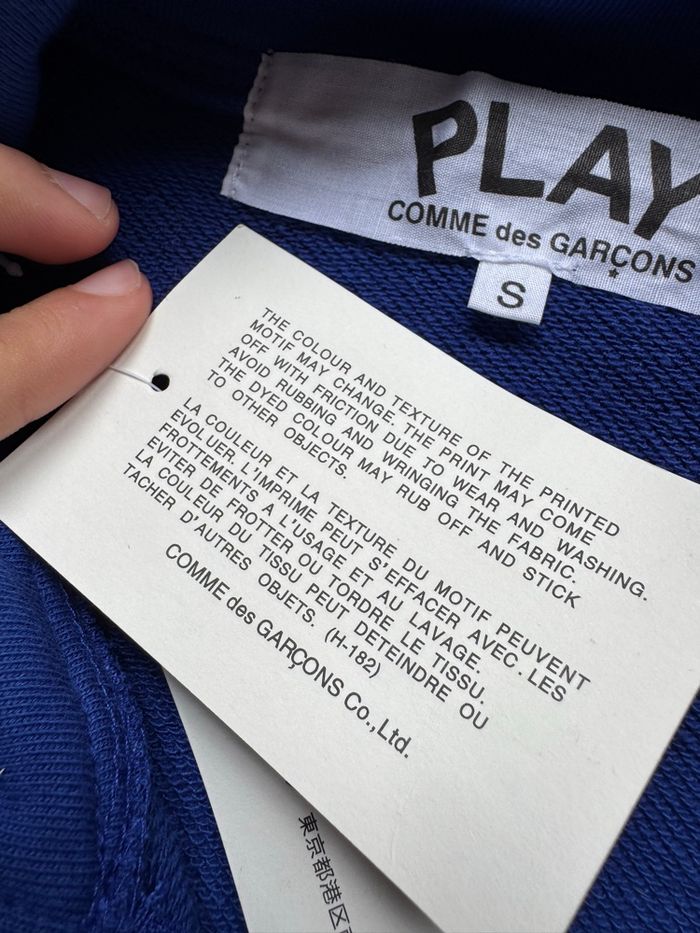 PLAY
COMME des GARÇONS
S
THE COLOUR AND TEXTURE OF THE PRINTED
MOTIF MAY CHANGE. THE PRINT MAY COME
OFF WITH FRICTION DUE TO WEAR AND WASHING.
AVOID RUBBING AND WRINGING THE FABRIC.
THE DYED COLOUR MAY RUB OFF AND STICK
TO OTHER OBJECTS.
LA COULEUR ET LA TEXTURE DU MOTIF PEUVENT
EVOLUER. L'IMPRIME PEUT S'EFFACER AVEC . LES
FROTTEMENTS A L'USAGE ET AU LAVAGE.
EVITER DE FROTTER OU TORDRE LE TISSU.
LA COULEUR DU TISSU PEUT DETEINDRE OU
TACHER D'AUTRES OBJETS. (H-182)
COMME des GARÇONS Co.,Ltd.
東京都港区